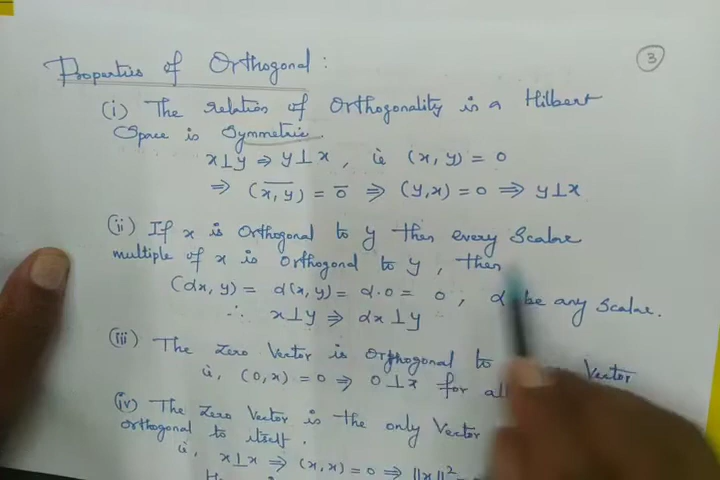 3
Properties of Orthogonal :
(i) The relation of Orthogonality in a Hilbert
Space is Symmetric.
x⊥y ⇒ y⊥x , ie (x, y) = 0
⇒ (\overline{x, y}) = \overline{0} ⇒ (y, x) = 0 ⇒ y⊥x
(ii) If x is Orthogonal to y then every Scalar
multiple of x is Orthogonal to y , then
(αx, y) = α(x, y) = α.0 = 0 , α be any Scalar.
∴ x⊥y ⇒ αx⊥y
(iii) The Zero Vector is Orthogonal to Vector
ie, (0, x) = 0 ⇒ 0⊥x for all
(iv) The Zero Vector is the only Vector
Orthogonal to itself.
ie, x⊥x ⇒ (x, x) = 0 ⇒ ||x||² =